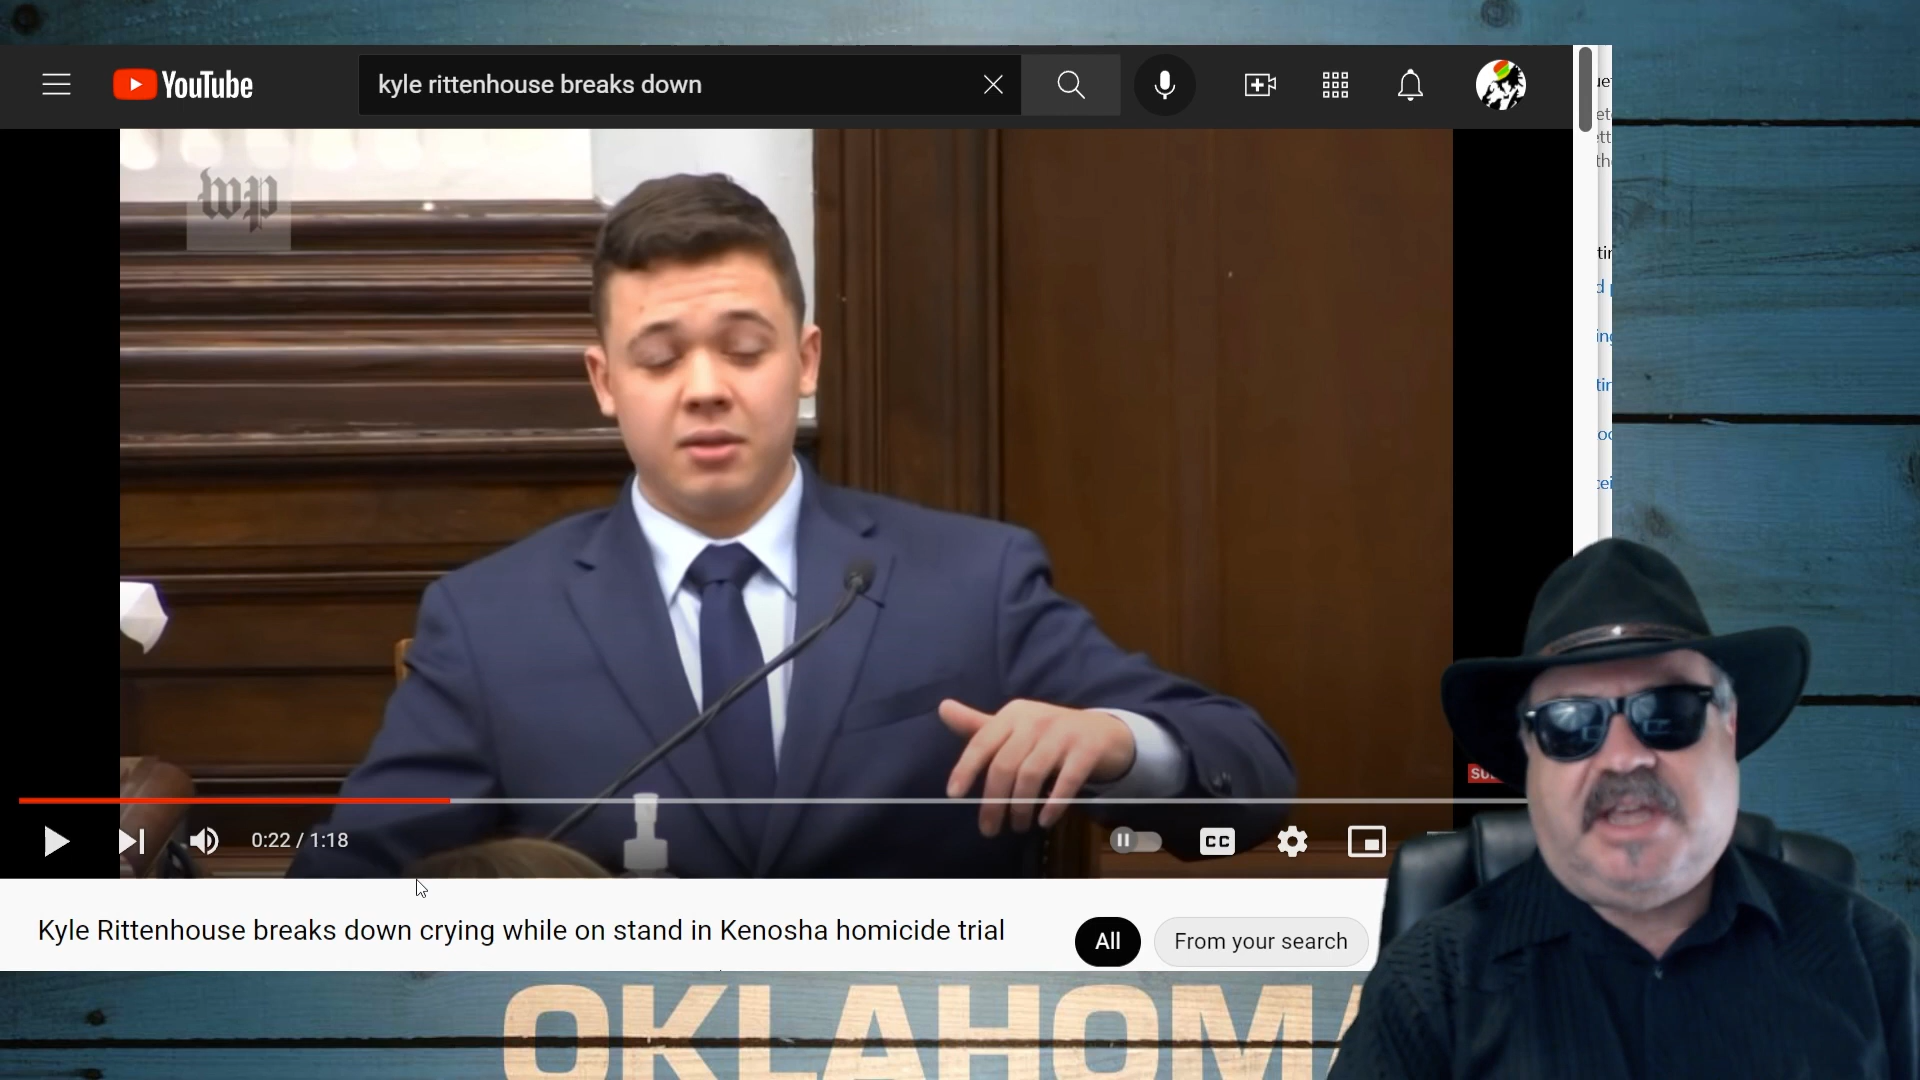 YouTube
kyle rittenhouse breaks down
wp
0:22 / 1:18
CC
Kyle Rittenhouse breaks down crying while on stand in Kenosha homicide trial
All
From your search